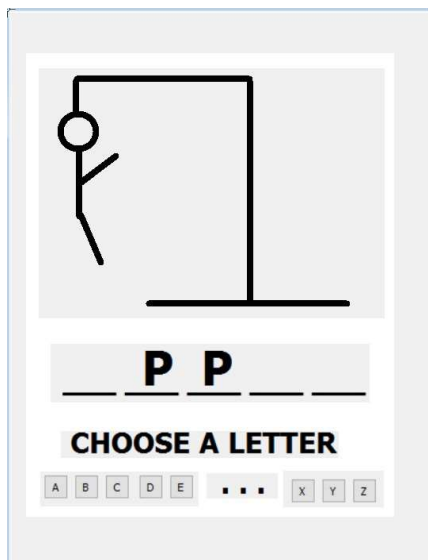 _ P P _ _
CHOOSE A LETTER
A B C D E ... X Y Z